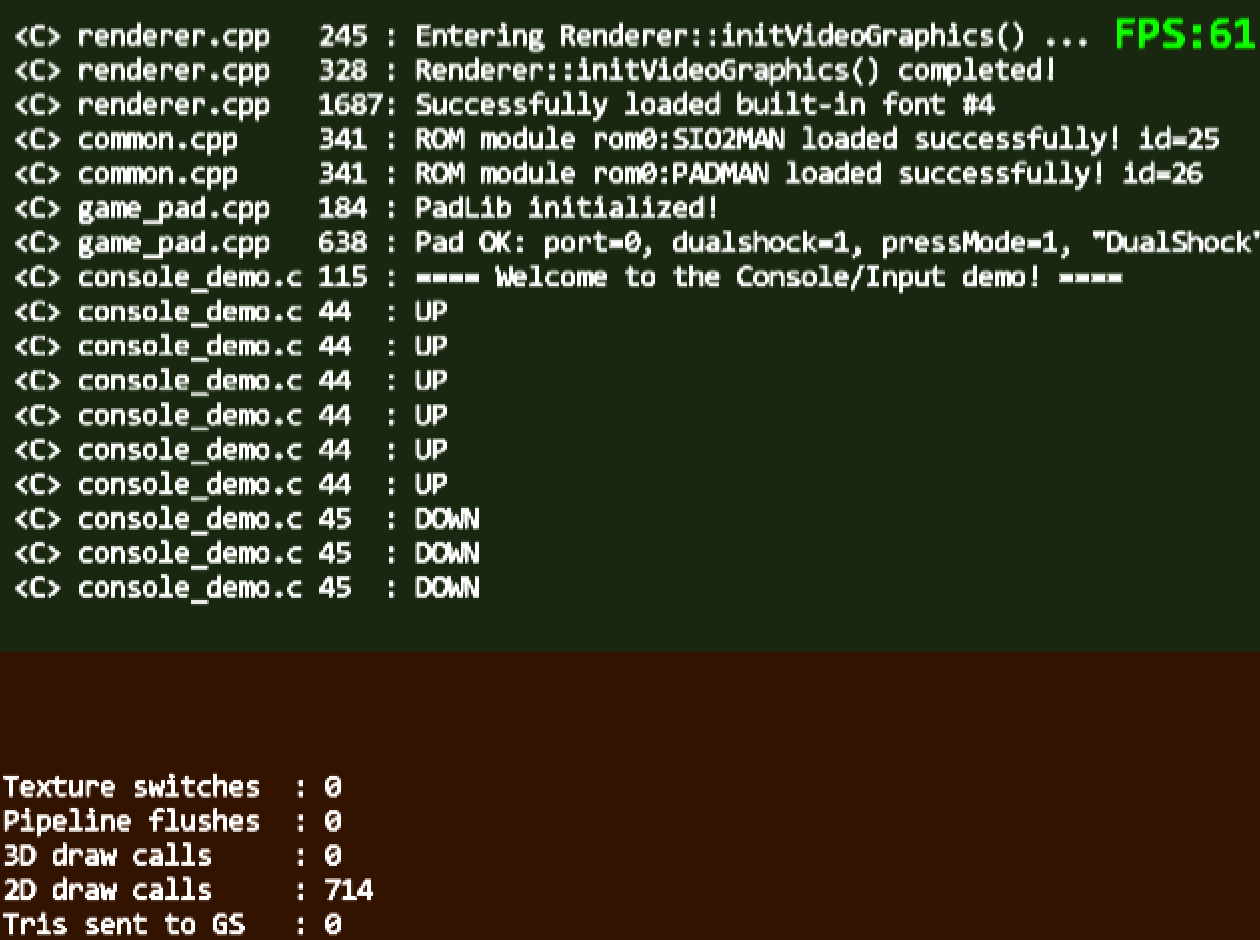 <C> renderer.cpp   245 : Entering Renderer::initVideoGraphics() ... FPS:61
<C> renderer.cpp   328 : Renderer::initVideoGraphics() completed!
<C> renderer.cpp   1687: Successfully loaded built-in font #4
<C> common.cpp     341 : ROM module rom0:SIO2MAN loaded successfully! id=25
<C> common.cpp     341 : ROM module rom0:PADMAN loaded successfully! id=26
<C> game_pad.cpp   184 : PadLib initialized!
<C> game_pad.cpp   638 : Pad OK: port=0, dualshock=1, pressMode=1, "DualShock"
<C> console_demo.c 115 : ==== Welcome to the Console/Input demo! ====
<C> console_demo.c 44  : UP
<C> console_demo.c 44  : UP
<C> console_demo.c 44  : UP
<C> console_demo.c 44  : UP
<C> console_demo.c 44  : UP
<C> console_demo.c 44  : UP
<C> console_demo.c 45  : DOWN
<C> console_demo.c 45  : DOWN
<C> console_demo.c 45  : DOWN
Texture switches  : 0
Pipeline flushes  : 0
3D draw calls     : 0
2D draw calls     : 714
Tris sent to GS   : 0